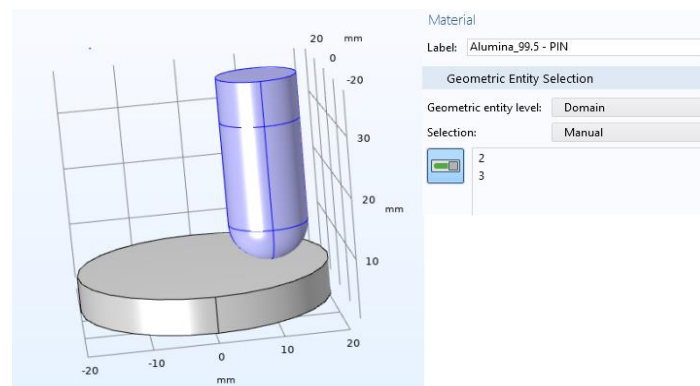 20 mm
0
-20
30
20
mm
10
-20
-10
0
10
20
mm
Material
Label: Alumina_99.5 - PIN
Geometric Entity Selection
Geometric entity level: Domain
Selection: Manual
2
3